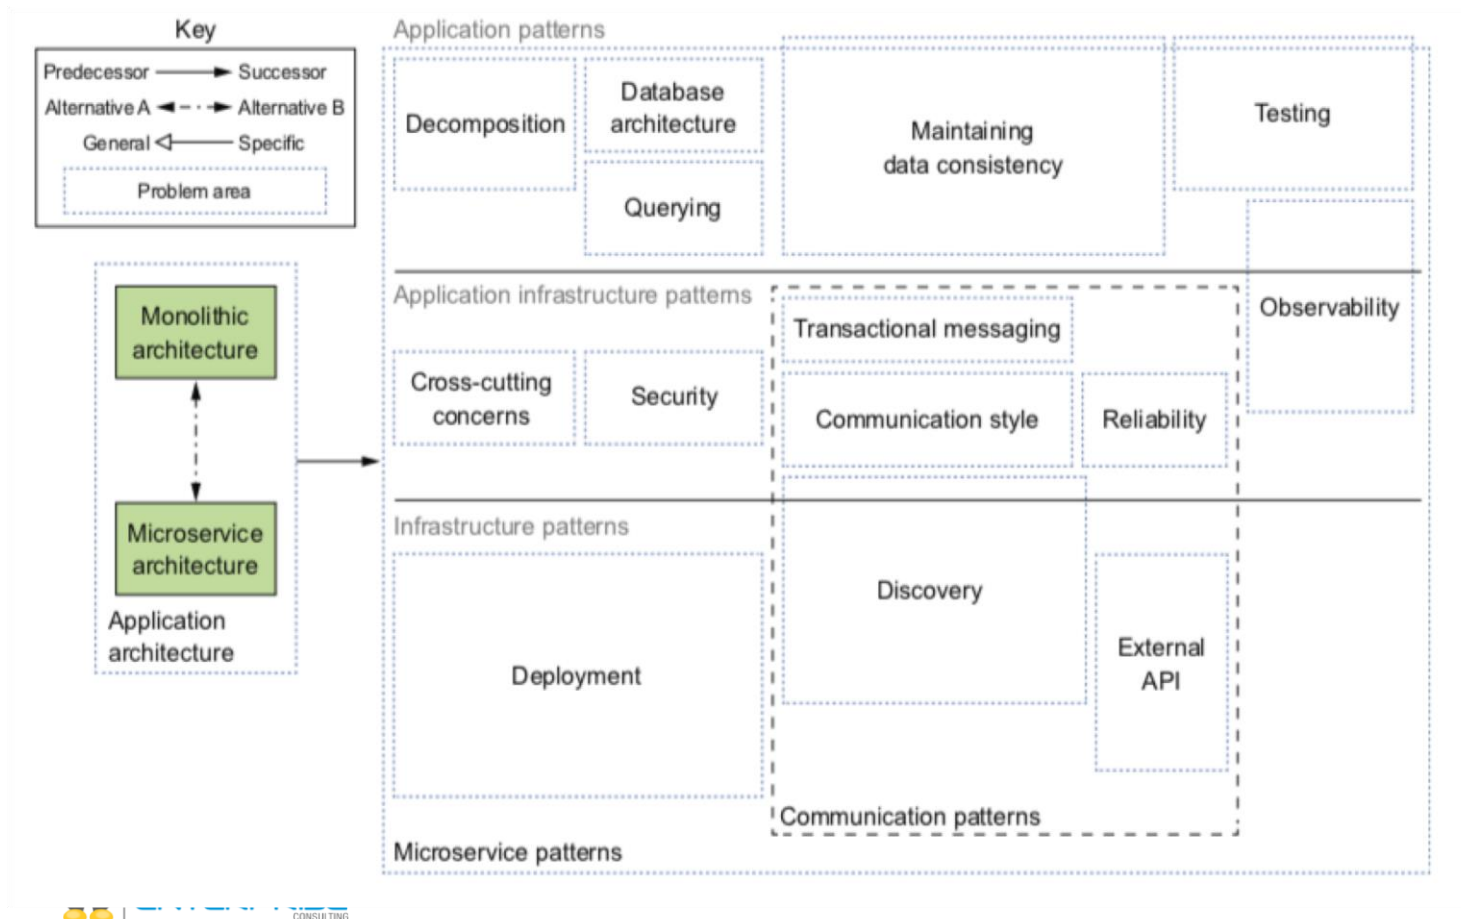 Key
Predecessor
Successor
Alternative A
Alternative B
General
Specific
Problem area
Monolithic
architecture
Microservice
architecture
Application
architecture
Application patterns
Decomposition
Database
architecture
Querying
Maintaining
data consistency
Testing
Observability
Application infrastructure patterns
Cross-cutting
concerns
Security
Transactional messaging
Communication style
Reliability
Infrastructure patterns
Deployment
Discovery
External
API
Communication patterns
Microservice patterns
CONSULTING